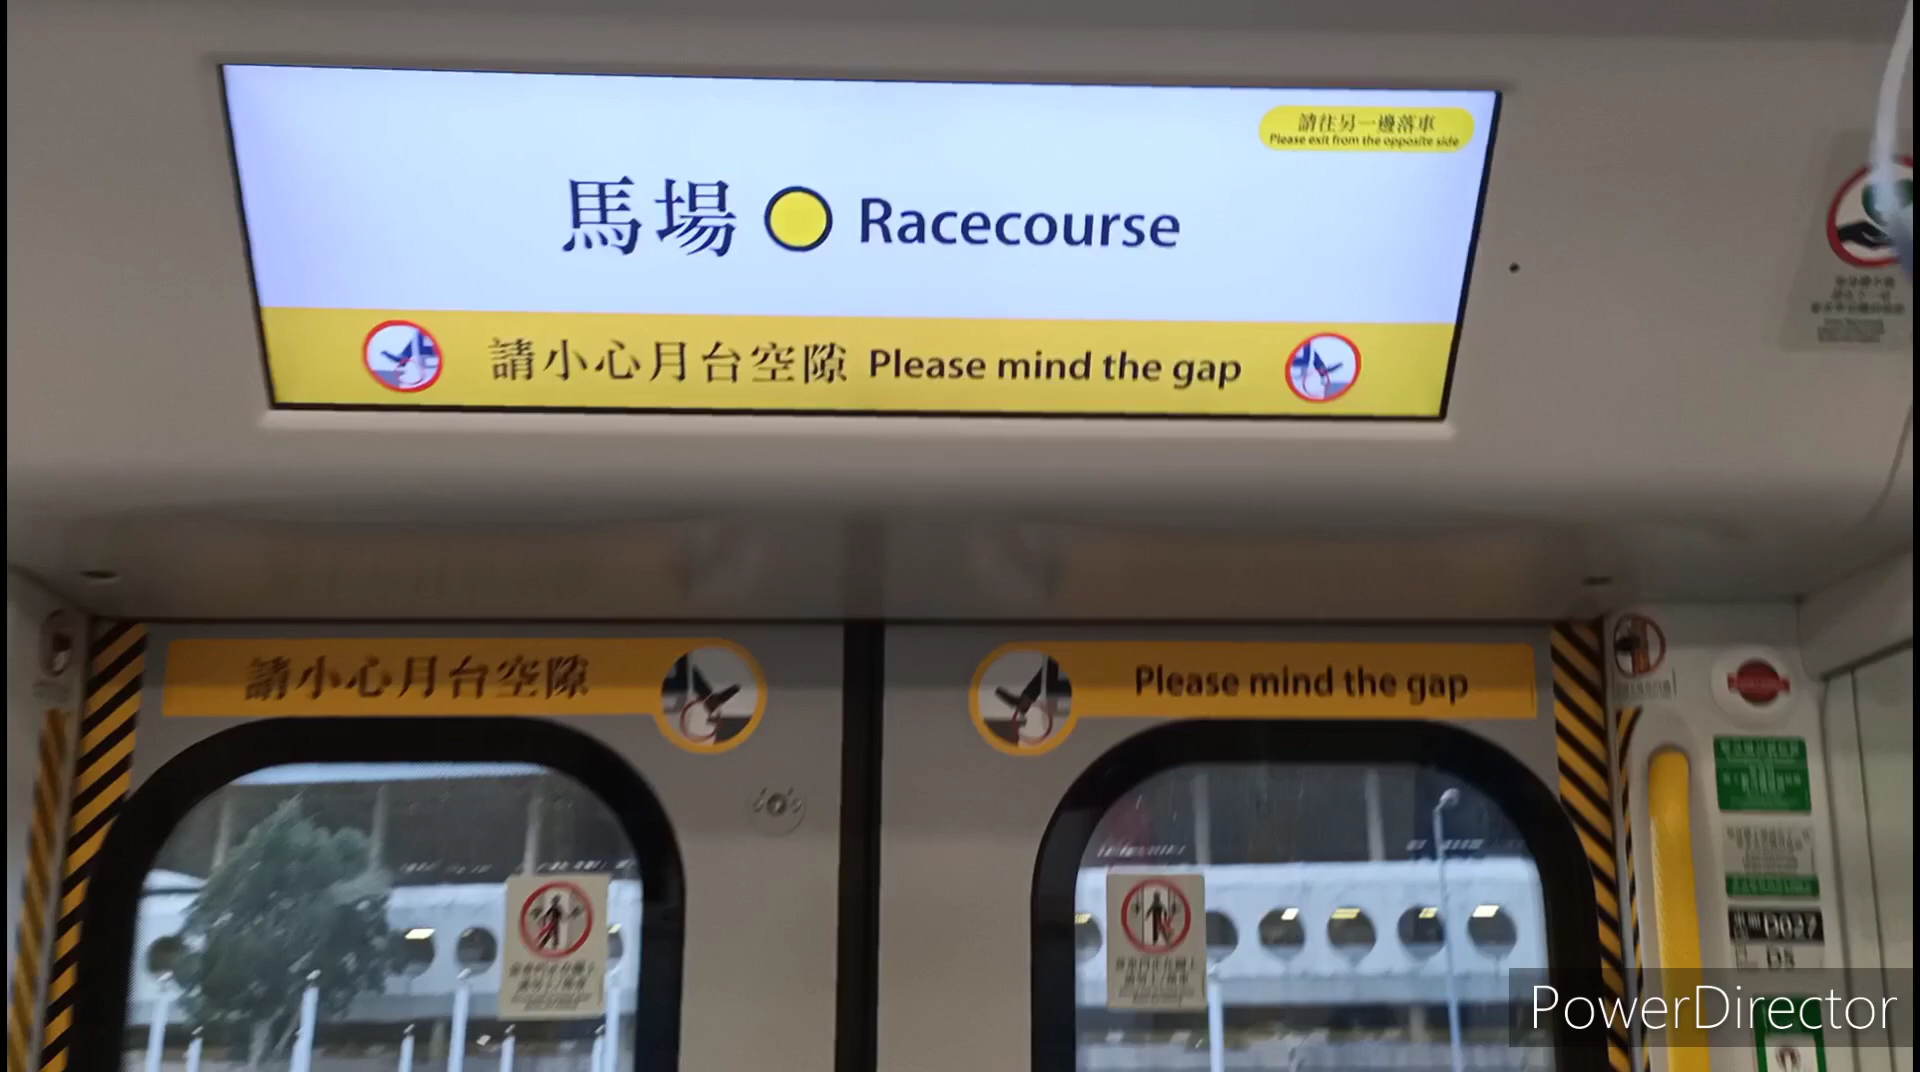 請往另一邊落車
Please exit from the opposite side
馬場 Racecourse
請小心月台空隙 Please mind the gap
請小心月台空隙
Please mind the gap
D027
D5
PowerDirector